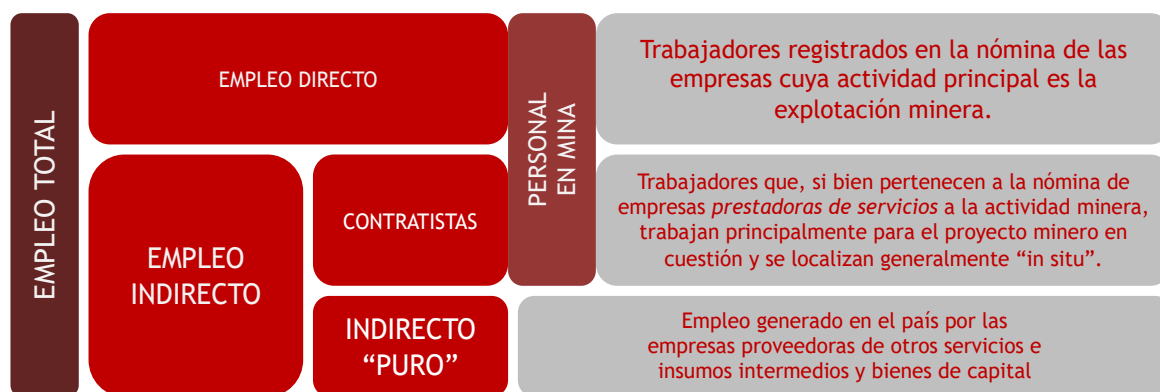 EMPLEO TOTAL
EMPLEO DIRECTO
PERSONAL
EN MINA
Trabajadores registrados en la nómina de las
empresas cuya actividad principal es la
explotación minera.
EMPLEO
INDIRECTO
CONTRATISTAS
Trabajadores que, si bien pertenecen a la nómina de
empresas prestadoras de servicios a la actividad minera,
trabajan principalmente para el proyecto minero en
cuestión y se localizan generalmente “in situ”.
INDIRECTO
“PURO”
Empleo generado en el país por las
empresas proveedoras de otros servicios e
insumos intermedios y bienes de capital